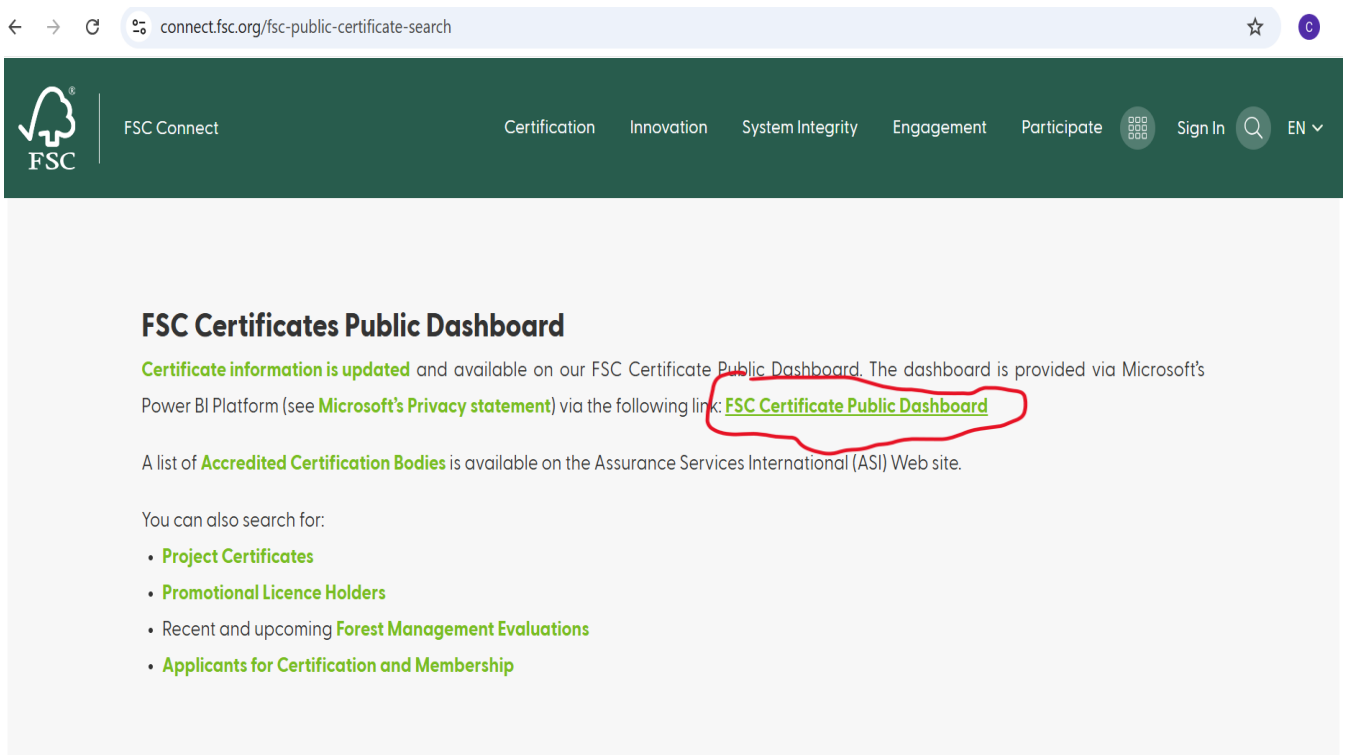 connect.fsc.org/fsc-public-certificate-search
C
FSC
®
FSC Connect
Certification
Innovation
System Integrity
Engagement
Participate
Sign In
EN
FSC Certificates Public Dashboard
Certificate information is updated and available on our FSC Certificate Public Dashboard. The dashboard is provided via Microsoft's
Power BI Platform (see Microsoft's Privacy statement) via the following link: FSC Certificate Public Dashboard
A list of Accredited Certification Bodies is available on the Assurance Services International (ASI) Web site.
You can also search for:
• Project Certificates
• Promotional Licence Holders
• Recent and upcoming Forest Management Evaluations
• Applicants for Certification and Membership